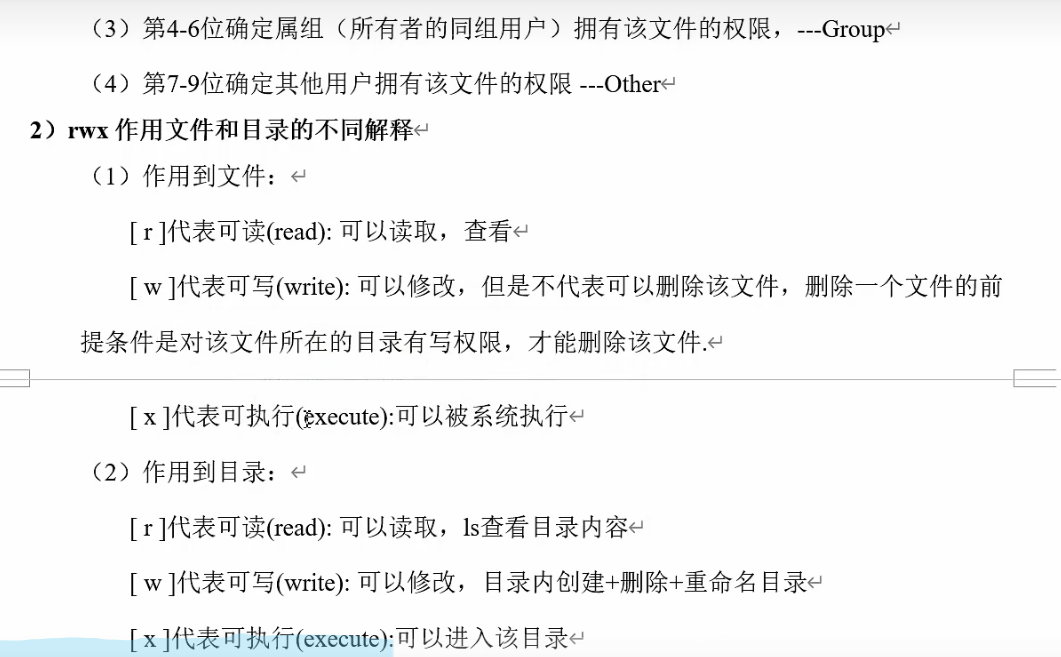 （3）第4-6位确定属组（所有者的同组用户）拥有该文件的权限，---Group↵
（4）第7-9位确定其他用户拥有该文件的权限 ---Other↵
2）rwx 作用文件和目录的不同解释↵
（1）作用到文件：↵
[ r ]代表可读(read): 可以读取，查看↵
[ w ]代表可写(write): 可以修改，但是不代表可以删除该文件，删除一个文件的前
提条件是对该文件所在的目录有写权限，才能删除该文件.↵
[ x ]代表可执行(execute):可以被系统执行↵
（2）作用到目录：↵
[ r ]代表可读(read): 可以读取，ls查看目录内容↵
[ w ]代表可写(write): 可以修改，目录内创建+删除+重命名目录↵
[ x ]代表可执行(execute):可以进入该目录↵